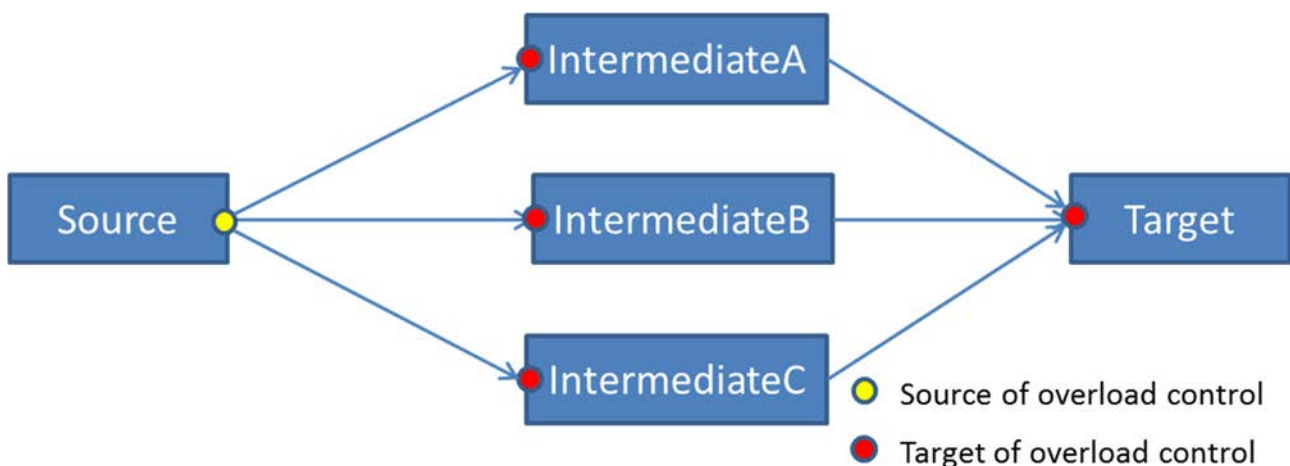 IntermediateA
Source
IntermediateB
Target
IntermediateC
Source of overload control
Target of overload control